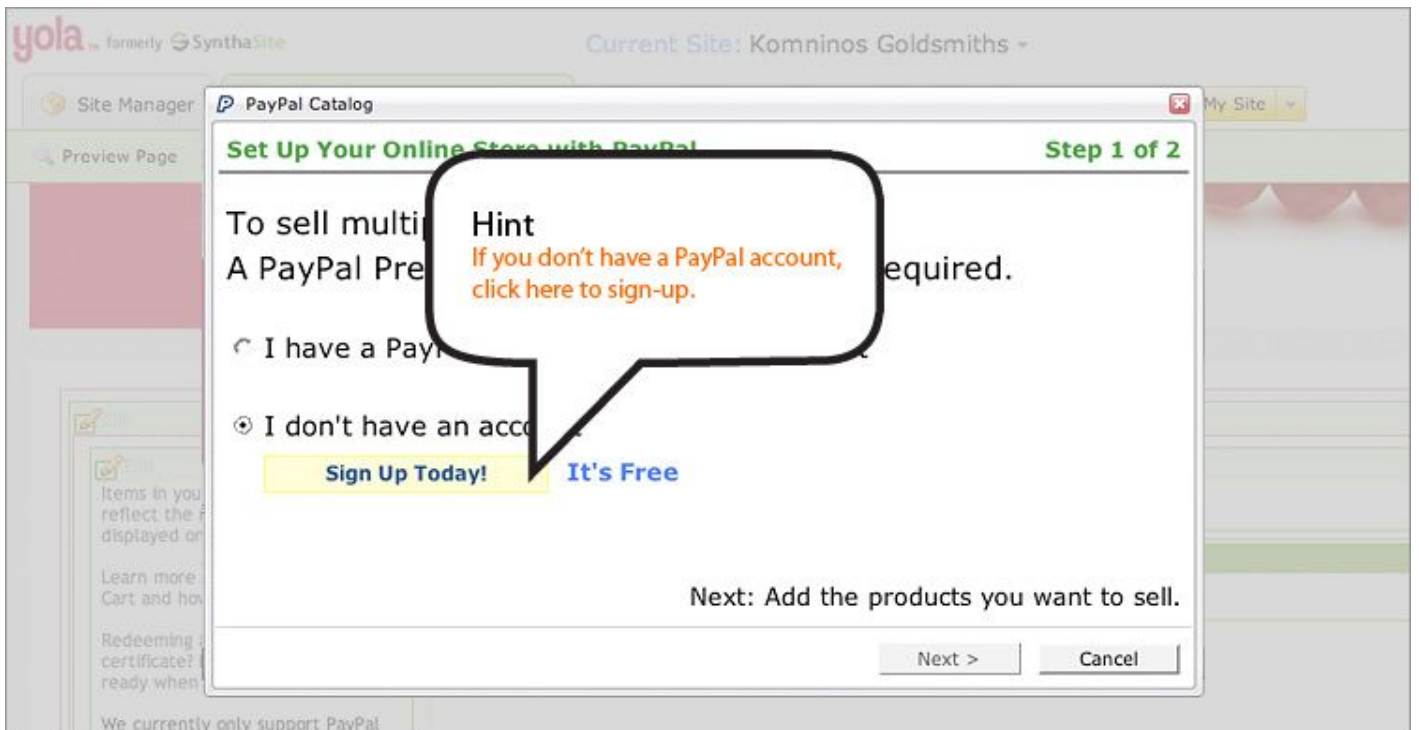 yola formerly SynthaSite
Current Site: Komninos Goldsmiths
Site Manager
My Site
Preview Page
PayPal Catalog
Set Up Your Online Store with PayPal
Step 1 of 2
To sell multi
A PayPal Pre equired.
I have a Pay
I don't have an acco
Sign Up Today!
It's Free
Hint
If you don't have a PayPal account,
click here to sign-up.
Next: Add the products you want to sell.
Next >
Cancel
Edit
Edit
Items in you
reflect the
displayed on
Learn more
Cart and how
Redeeming
certificate?
ready when
We currently only support PayPal